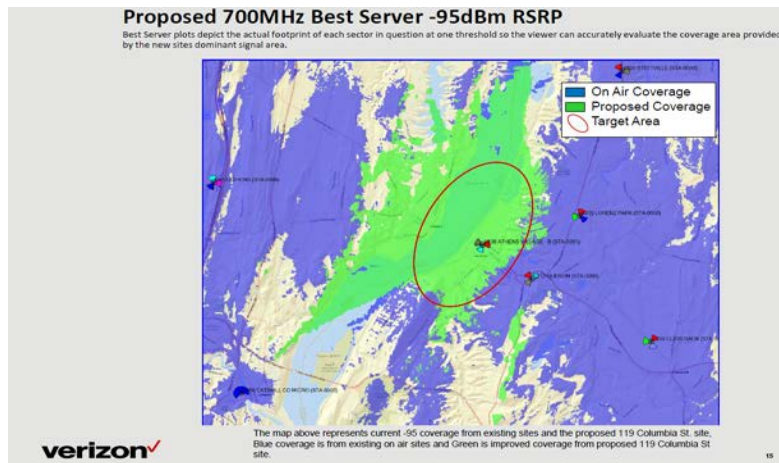 Proposed 700MHz Best Server -95dBm RSRP
Best Server plots depict the actual footprint of each sector in question at one threshold so the viewer can accurately evaluate the coverage area provided
by the new sites dominant signal area.
On Air Coverage
Proposed Coverage
Target Area
The map above represents current -95 coverage from existing sites and the proposed 119 Columbia St. site,
Blue coverage is from existing on air sites and Green is improved coverage from proposed 119 Columbia St
site.
verizon
15